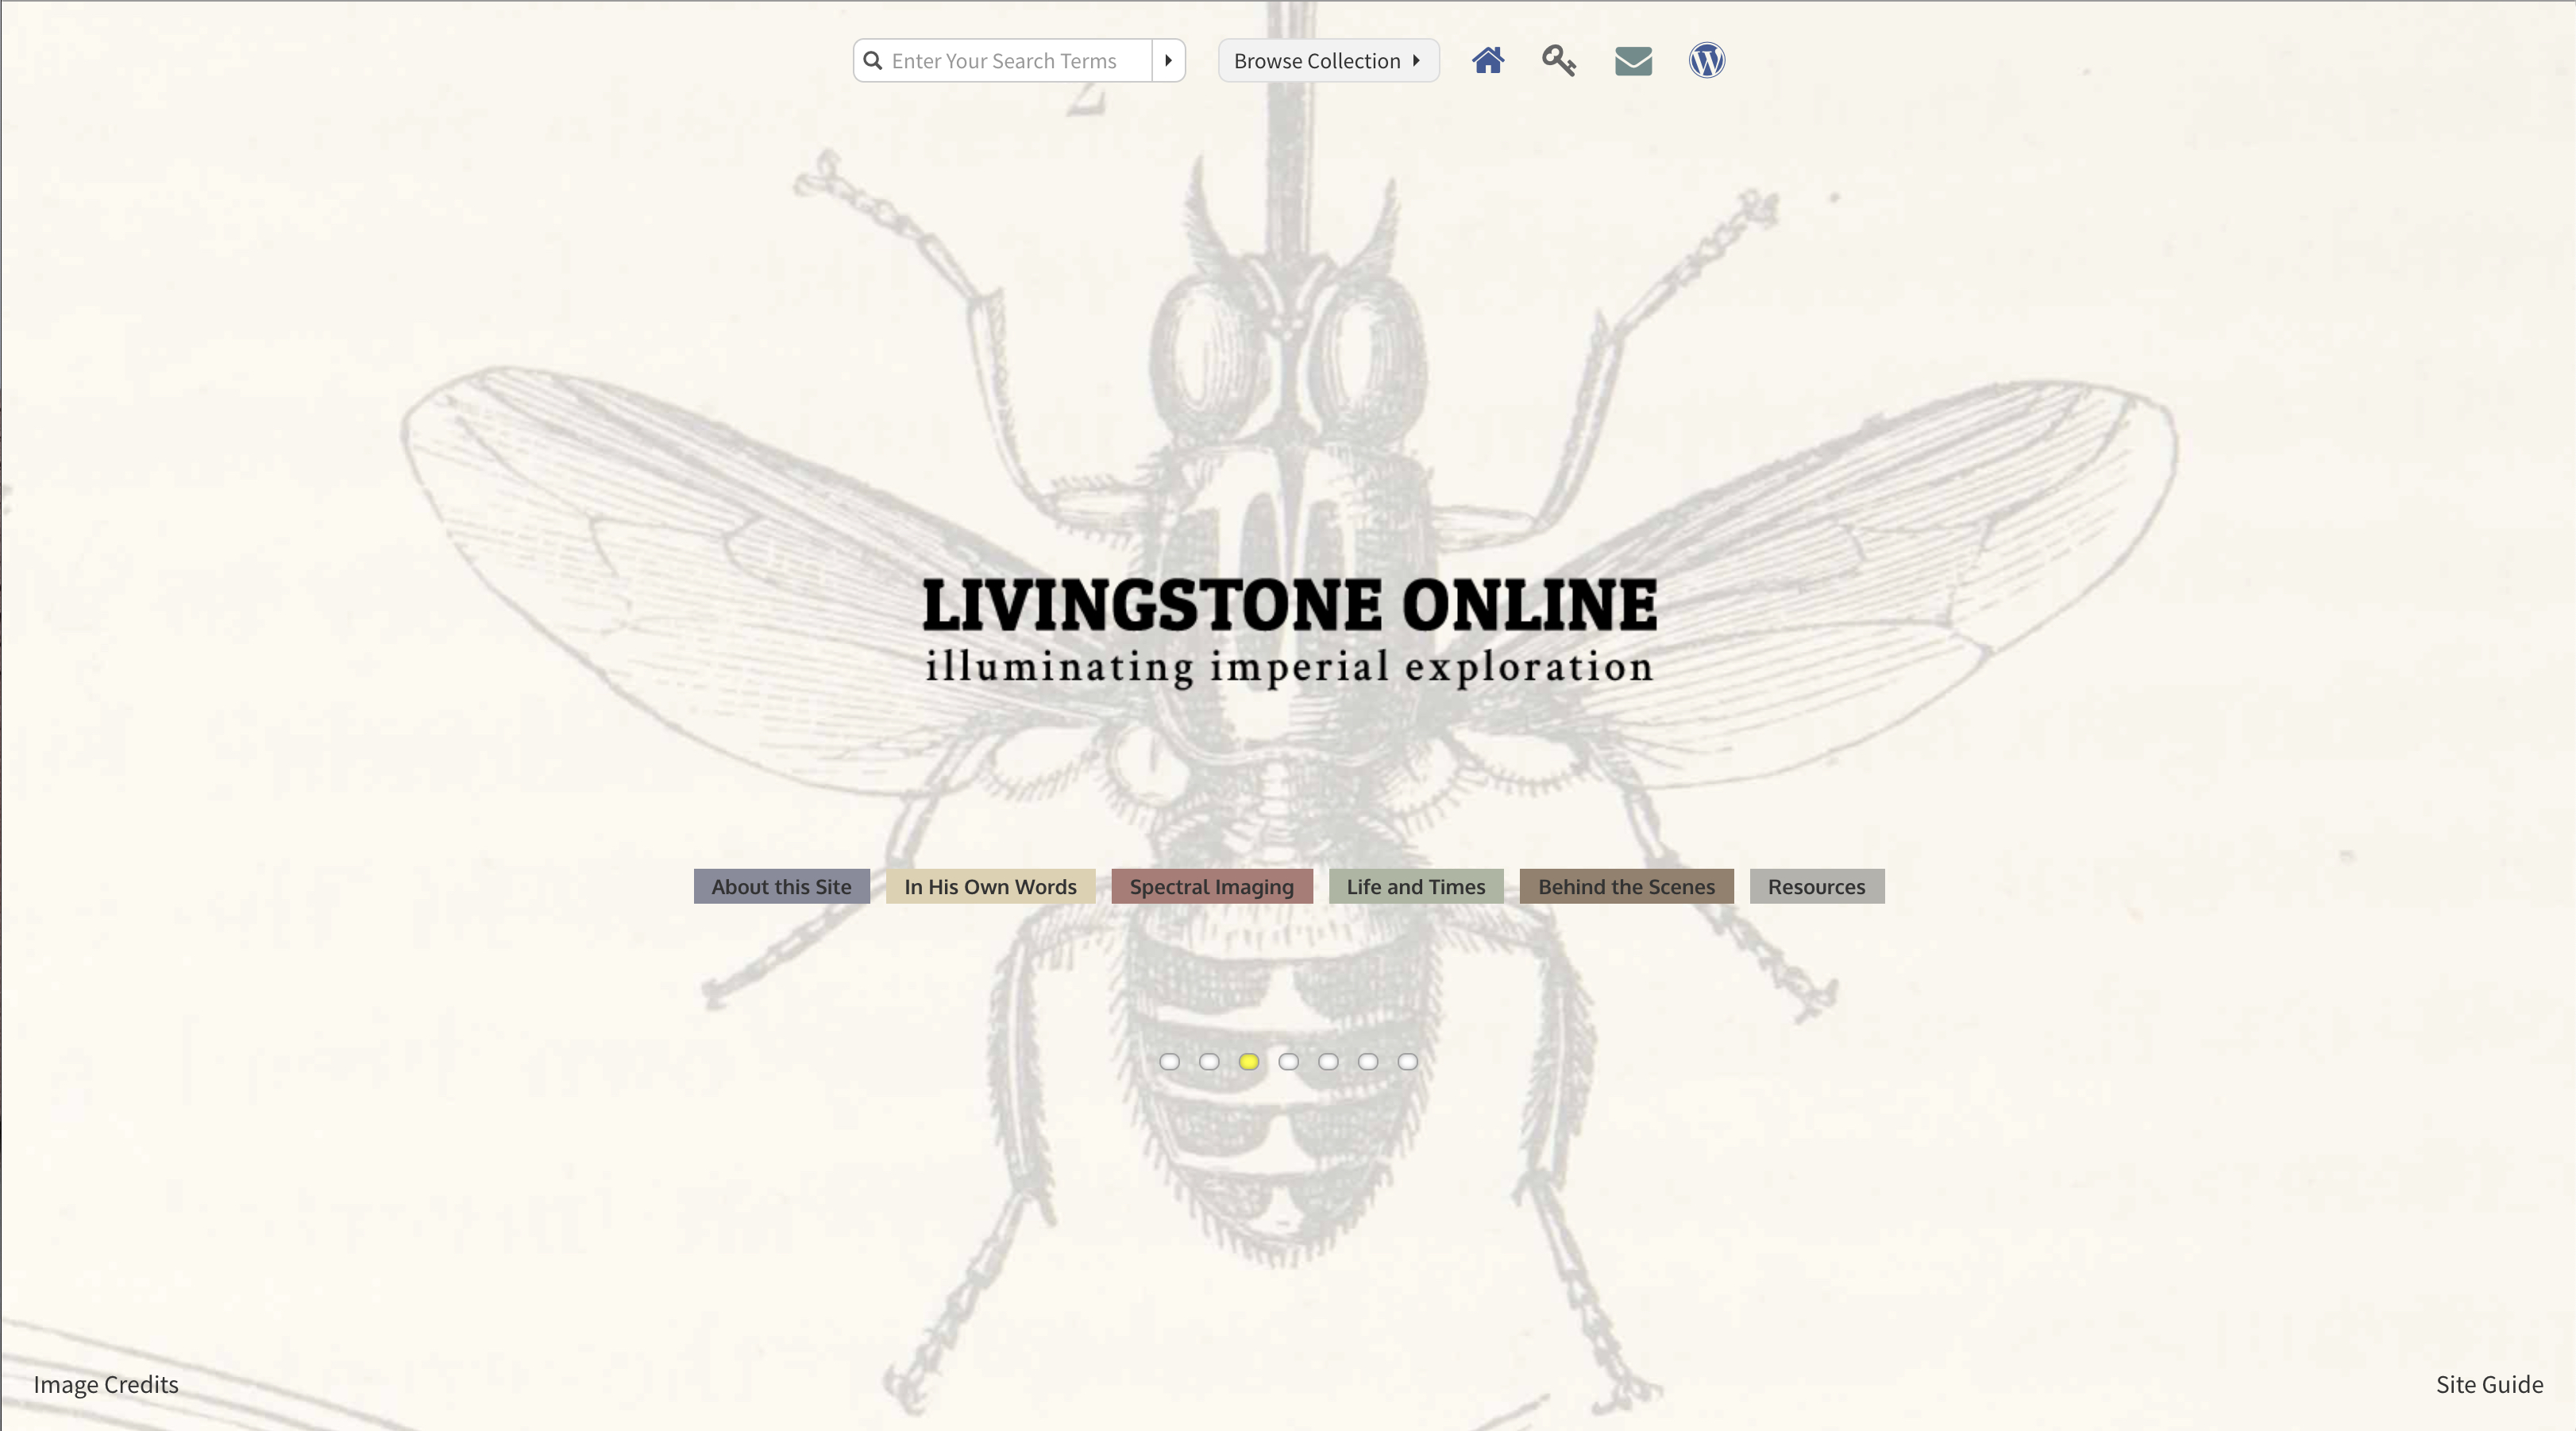 Enter Your Search Terms
Browse Collection
2
LIVINGSTONE ONLINE
illuminating imperial exploration
About this Site
In His Own Words
Spectral Imaging
Life and Times
Behind the Scenes
Resources
Image Credits
Site Guide